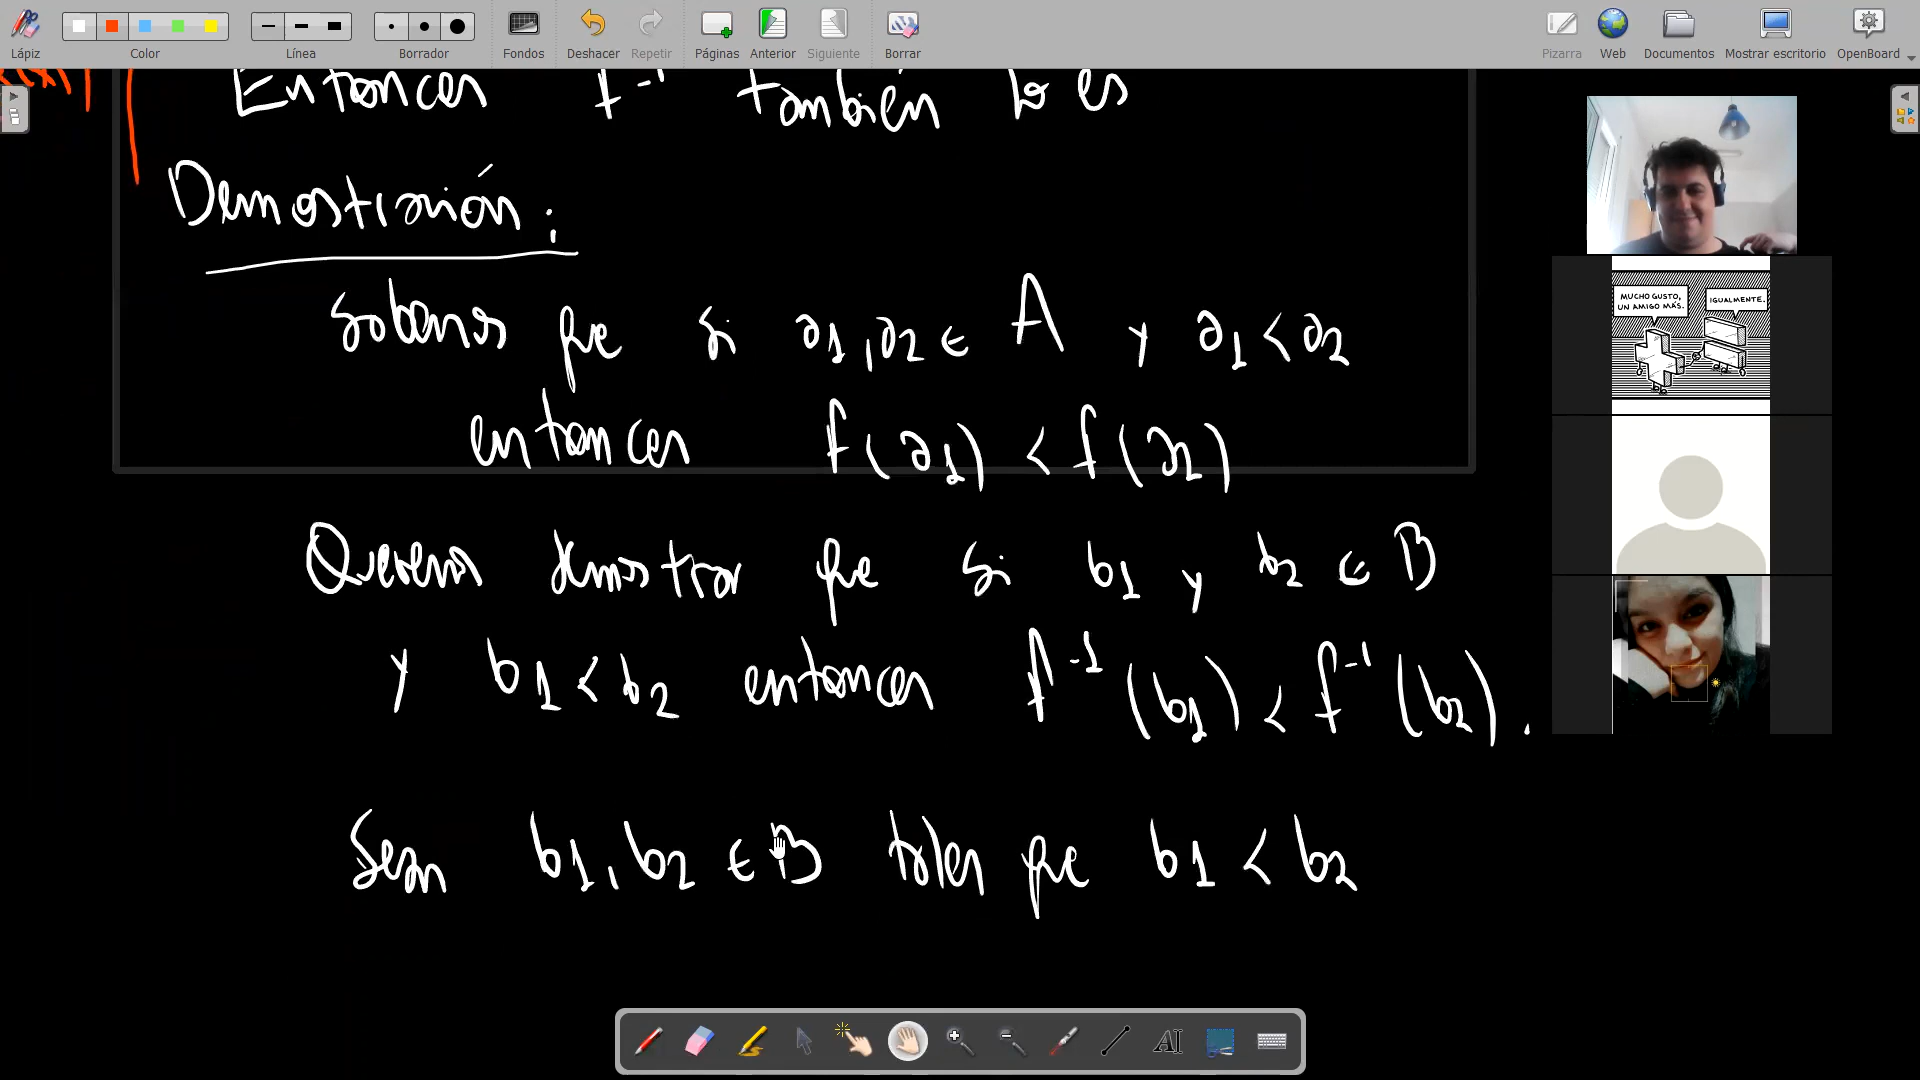 Lápiz Color Línea Borrador Fondos Deshacer Repetir Páginas Anterior Siguiente Borrar Pizarra Web Documentos Mostrar escritorio OpenBoard
Entonces f⁻¹ también lo es
Demostración:
Sabemos que si a1, a2 ∈ A y a1 < a2
entonces f(a1) < f(a2)
Queremos demostrar que si b1 y b2 ∈ B
y b1 < b2 entonces f⁻¹(b1) < f⁻¹(b2).
Sean b1, b2 ∈ B tales que b1 < b2
MUCHO GUSTO,
UN AMIGO MÁS.
IGUALMENTE.
AI